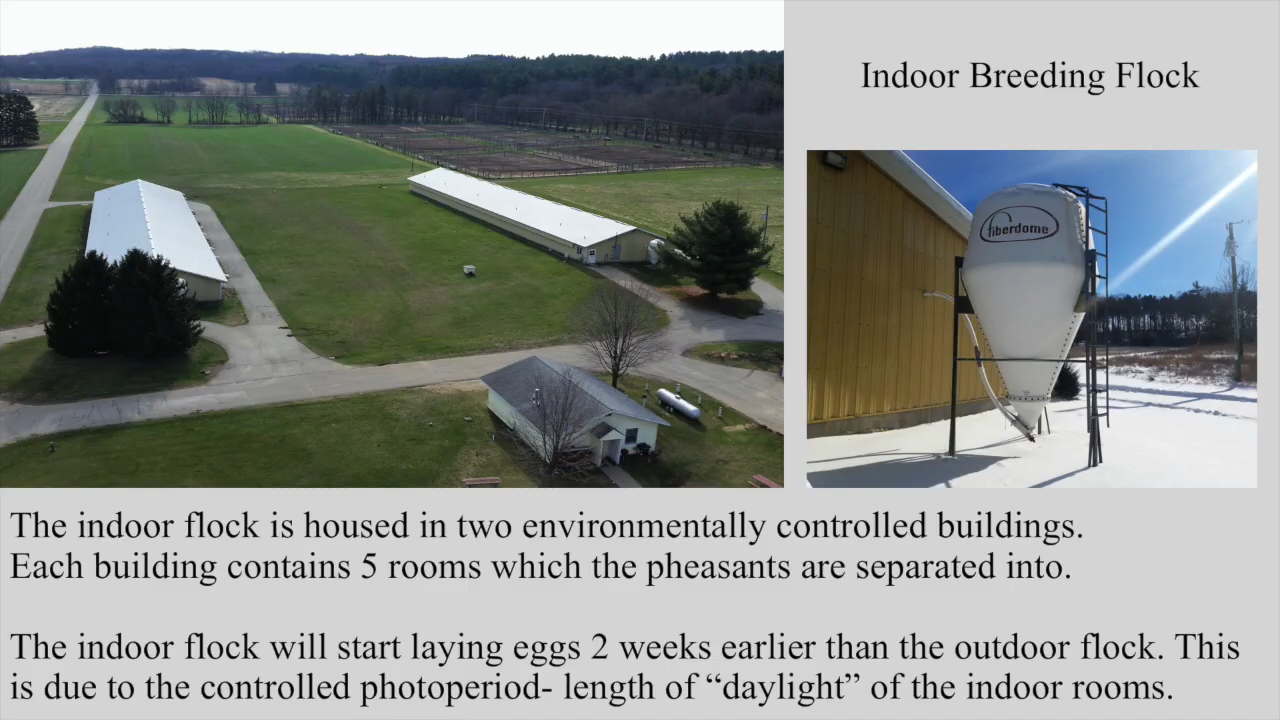 Indoor Breeding Flock
fiberdome
The indoor flock is housed in two environmentally controlled buildings.
Each building contains 5 rooms which the pheasants are separated into.
The indoor flock will start laying eggs 2 weeks earlier than the outdoor flock. This
is due to the controlled photoperiod- length of “daylight” of the indoor rooms.